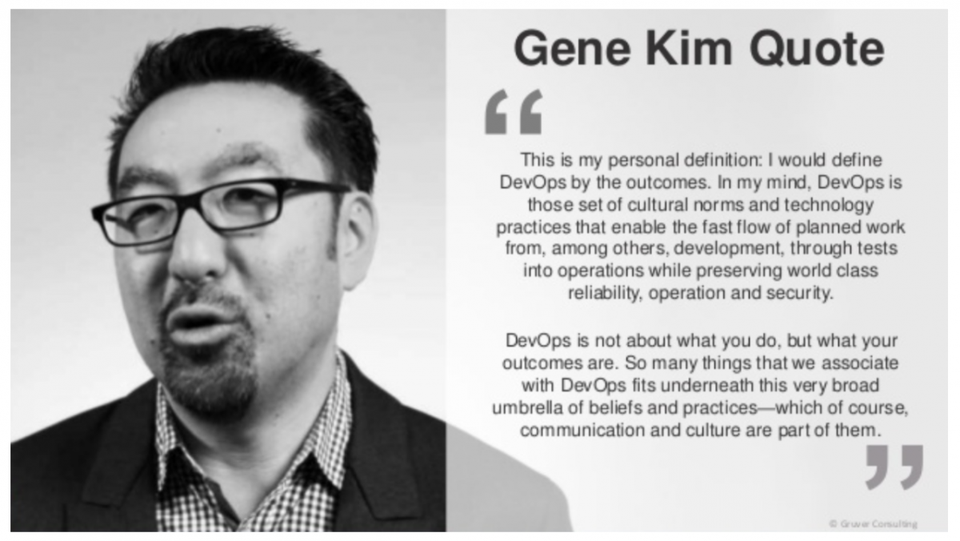 Gene Kim Quote
“
This is my personal definition: I would define
DevOps by the outcomes. In my mind, DevOps is
those set of cultural norms and technology
practices that enable the fast flow of planned work
from, among others, development, through tests
into operations while preserving world class
reliability, operation and security.
DevOps is not about what you do, but what your
outcomes are. So many things that we associate
with DevOps fits underneath this very broad
umbrella of beliefs and practices—which of course,
communication and culture are part of them.
”
© Gruver Consulting